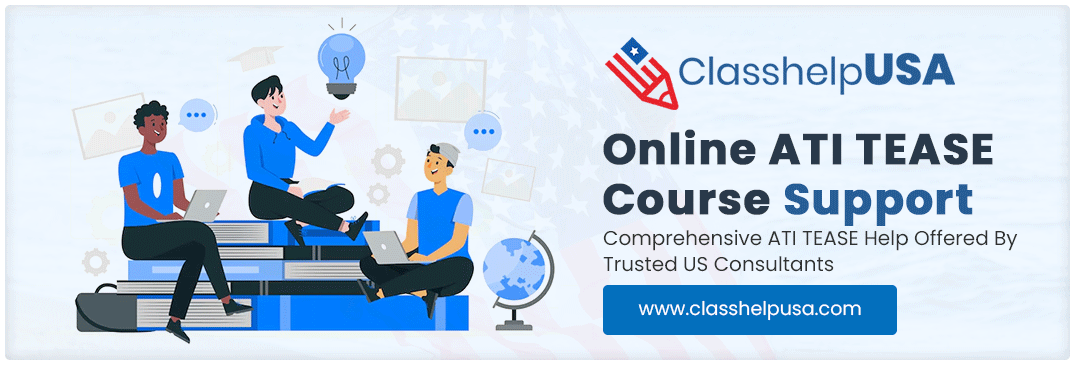 ClasshelpUSA
Online ATI TEASE
Course Support
Comprehensive ATI TEASE Help Offered By
Trusted US Consultants
www.classhelpusa.com